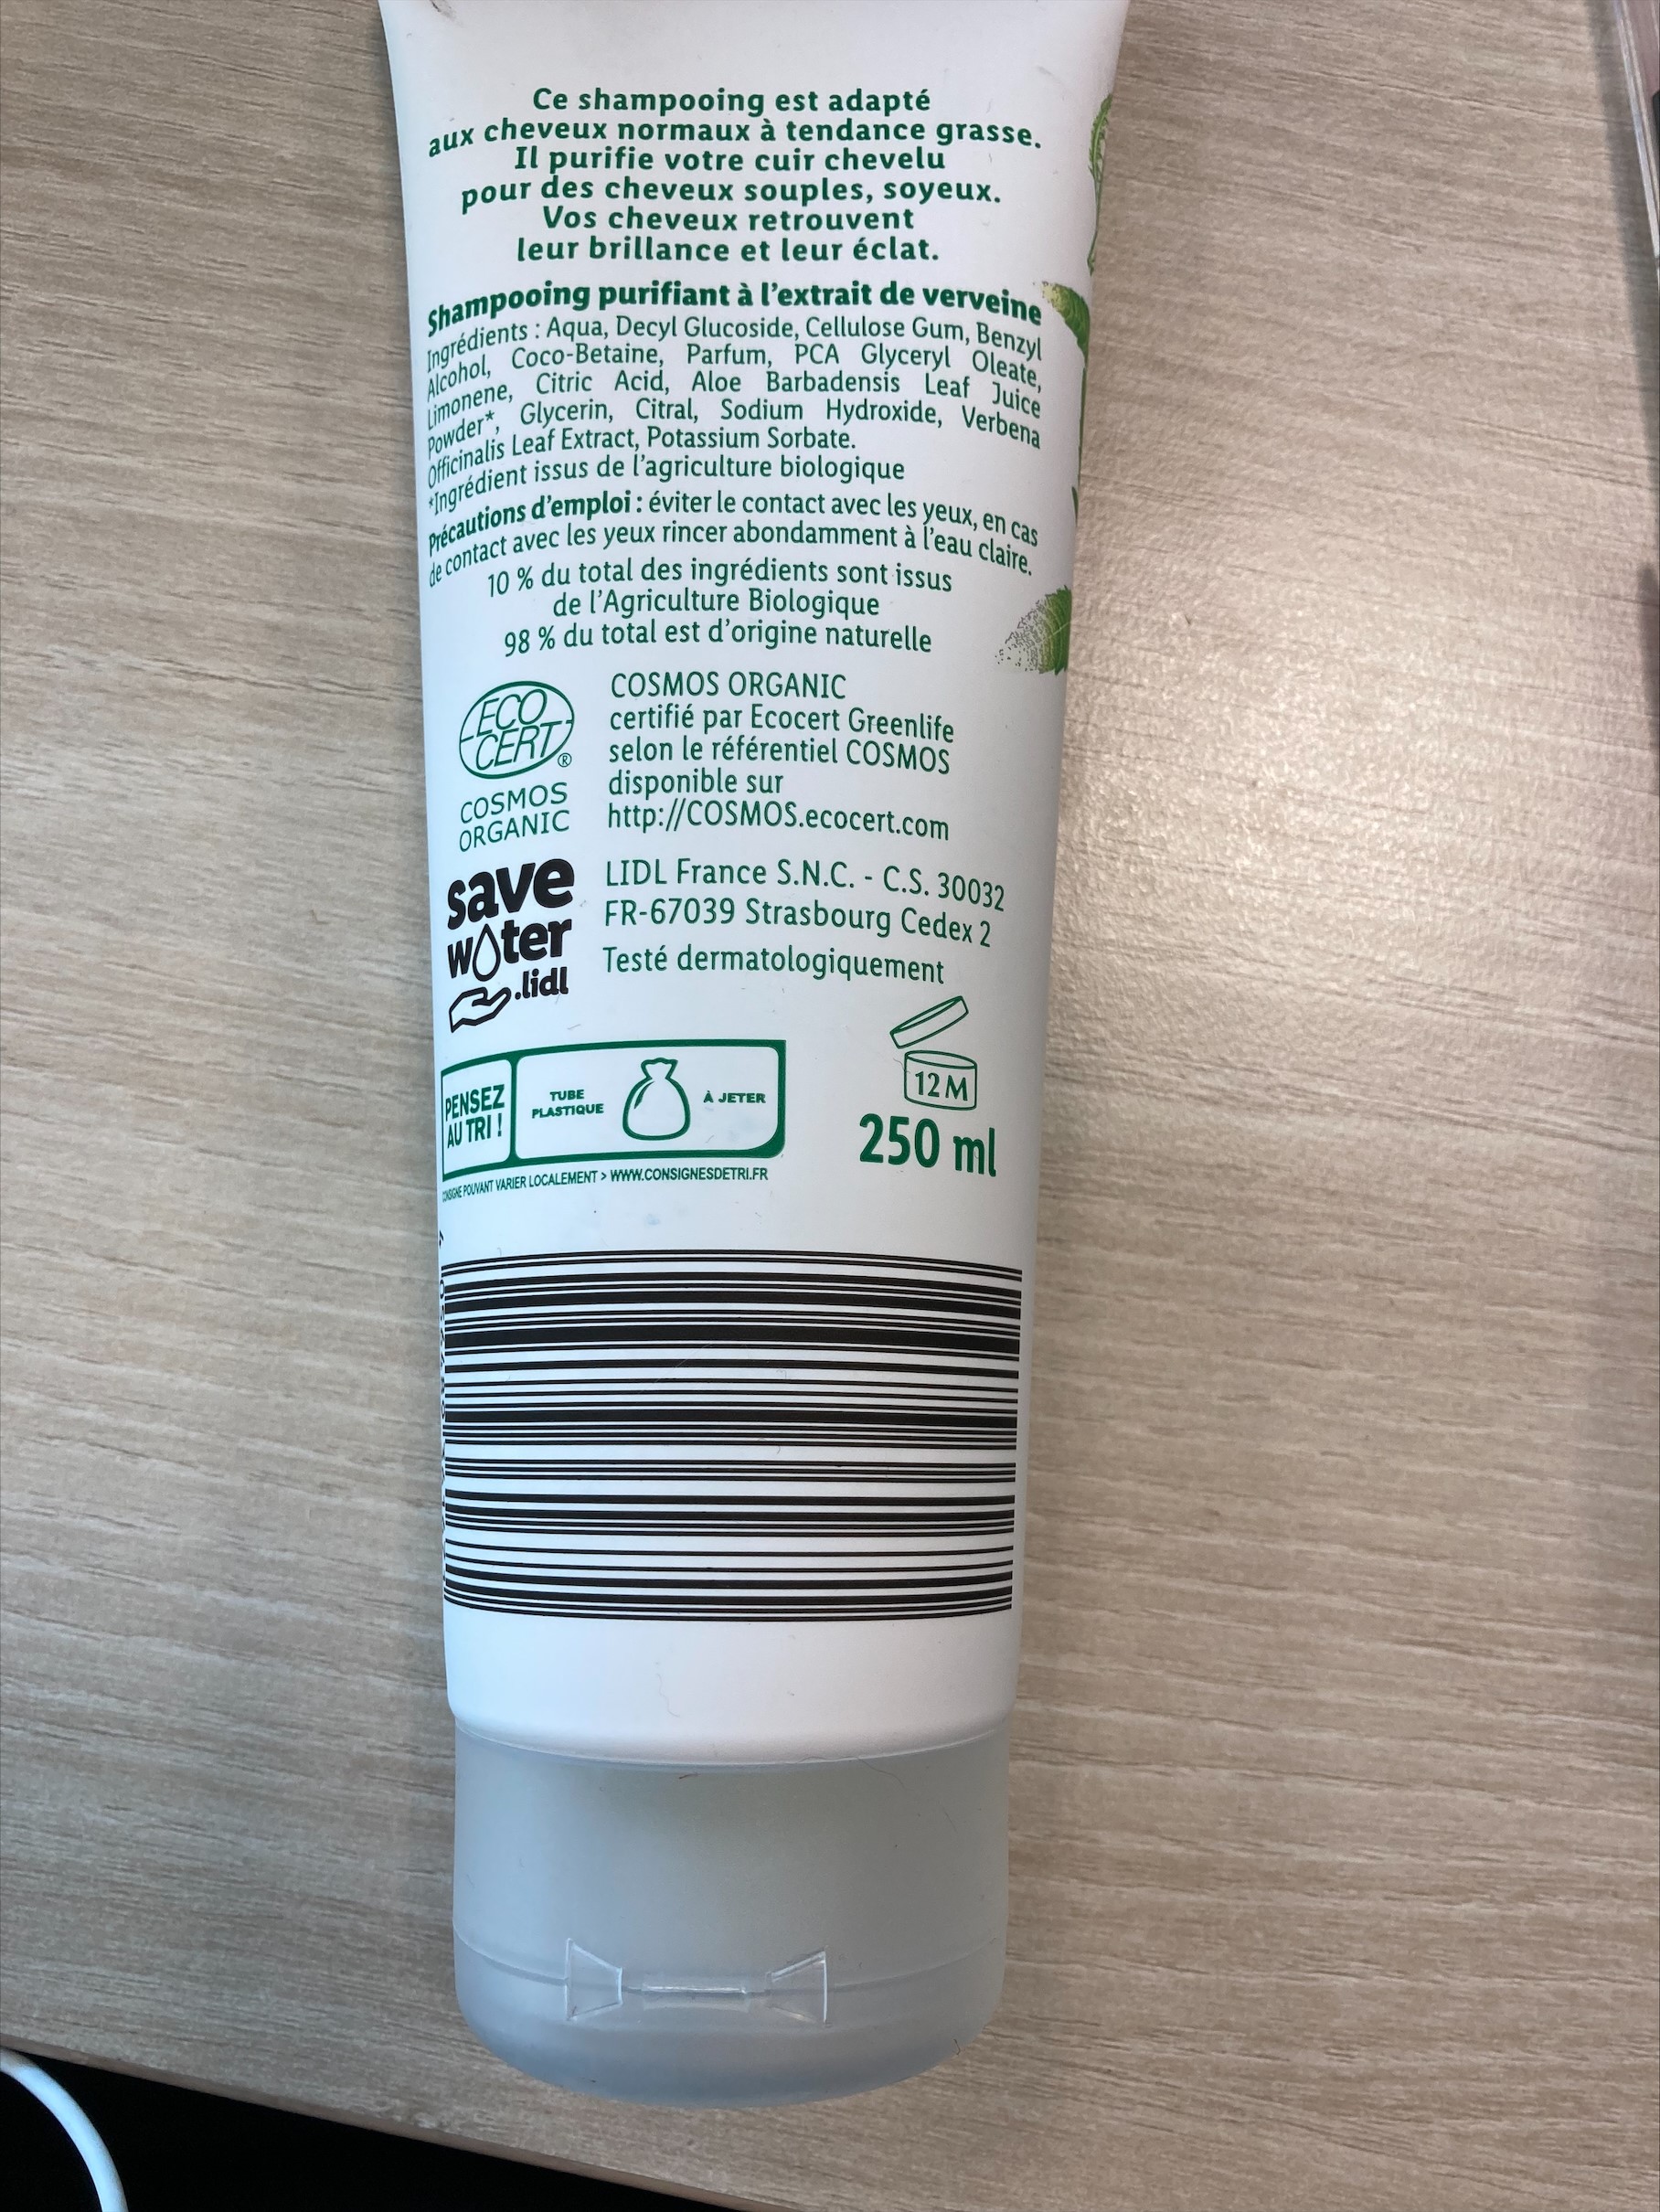 Ce shampooing est adapté
aux cheveux normaux à tendance grasse.
Il purifie votre cuir chevelu
pour des cheveux souples, soyeux.
Vos cheveux retrouvent
leur brillance et leur éclat.
Shampooing purifiant à l'extrait de verveine
Ingrédients : Aqua, Decyl Glucoside, Cellulose Gum, Benzyl
Alcohol, Coco-Betaine, Parfum, PCA Glyceryl Oleate,
Limonene, Citric Acid, Aloe Barbadensis Leaf Juice
Powder*, Glycerin, Citral, Sodium Hydroxide, Verbena
Officinalis Leaf Extract, Potassium Sorbate.
*Ingrédient issus de l'agriculture biologique
Précautions d'emploi : éviter le contact avec les yeux, en cas
de contact avec les yeux rincer abondamment à l'eau claire.
10 % du total des ingrédients sont issus
de l'Agriculture Biologique
98 % du total est d'origine naturelle
ECO
CERT®
COSMOS
ORGANIC
COSMOS ORGANIC
certifié par Ecocert Greenlife
selon le référentiel COSMOS
disponible sur
http://COSMOS.ecocert.com
save
water
.lidl
LIDL France S.N.C. - C.S. 30032
FR-67039 Strasbourg Cedex 2
Testé dermatologiquement
PENSEZ
AU TRI !
TUBE
PLASTIQUE
À JETER
CONSIGNE POUVANT VARIER LOCALEMENT > WWW.CONSIGNESDETRI.FR
12M
250 ml